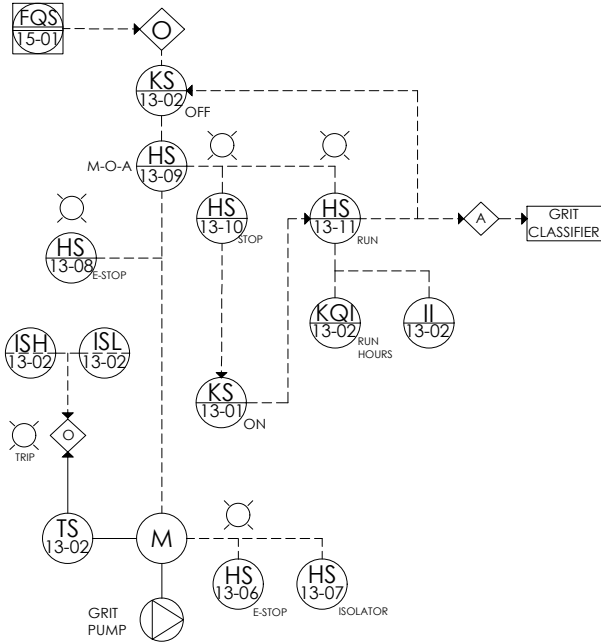 FQS
15-01
O
KS
13-02
OFF
M-O-A
HS
13-09
HS
13-10
STOP
HS
13-11
RUN
A
GRIT
CLASSIFIER
HS
13-08
E-STOP
KQI
13-02
RUN
HOURS
II
13-02
ISH
13-02
ISL
13-02
KS
13-01
ON
O
TRIP
TS
13-02
M
HS
13-06
E-STOP
HS
13-07
ISOLATOR
GRIT
PUMP